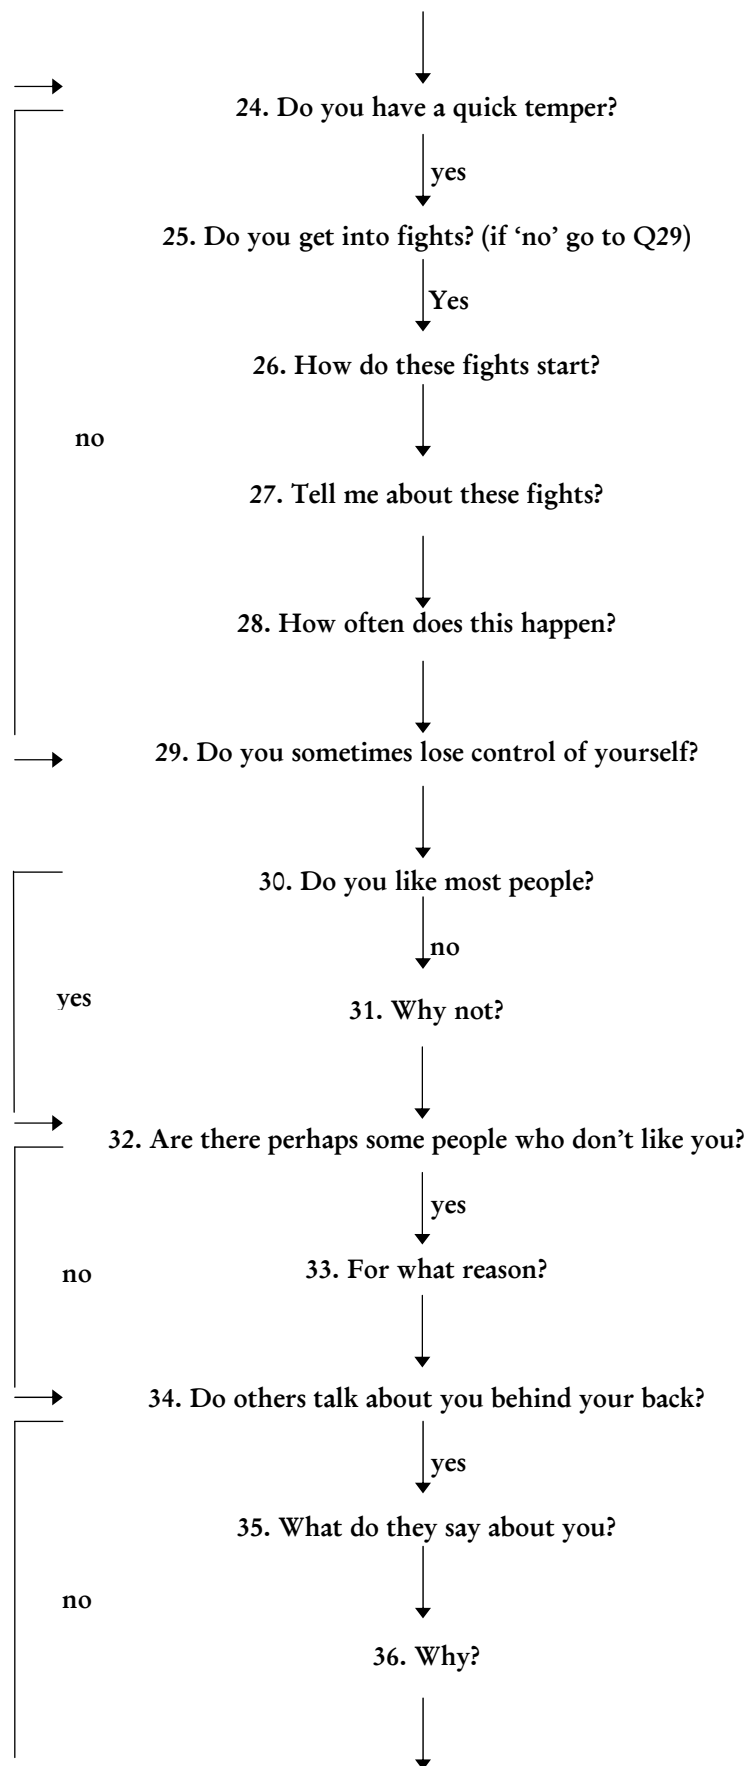 24. Do you have a quick temper?
yes
25. Do you get into fights? (if ‘no’ go to Q29)
Yes
26. How do these fights start?
no
27. Tell me about these fights?
28. How often does this happen?
29. Do you sometimes lose control of yourself?
30. Do you like most people?
no
yes
31. Why not?
32. Are there perhaps some people who don’t like you?
yes
no
33. For what reason?
34. Do others talk about you behind your back?
yes
35. What do they say about you?
no
36. Why?